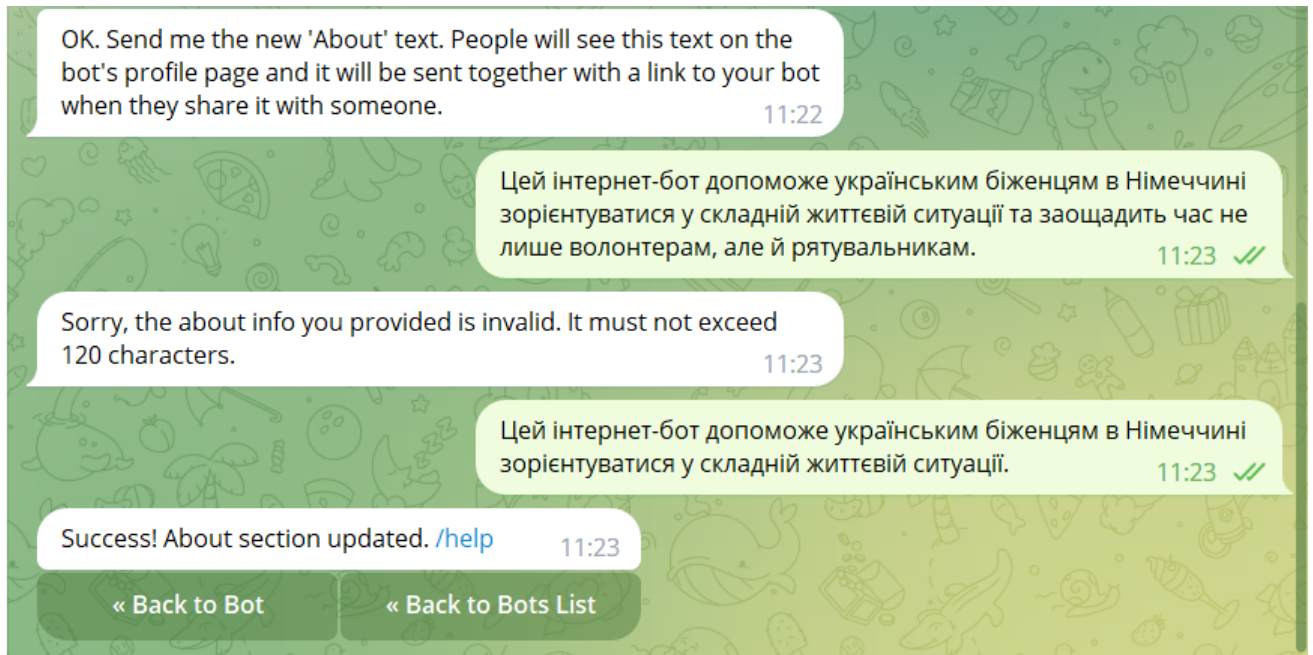 OK. Send me the new 'About' text. People will see this text on the
bot's profile page and it will be sent together with a link to your bot
when they share it with someone.
11:22
Цей інтернет-бот допоможе українським біженцям в Німеччині
зорієнтуватися у складній життєвій ситуації та заощадить час не
лише волонтерам, але й рятувальникам.
11:23
Sorry, the about info you provided is invalid. It must not exceed
120 characters.
11:23
Цей інтернет-бот допоможе українським біженцям в Німеччині
зорієнтуватися у складній життєвій ситуації.
11:23
Success! About section updated. /help
11:23
« Back to Bot
« Back to Bots List